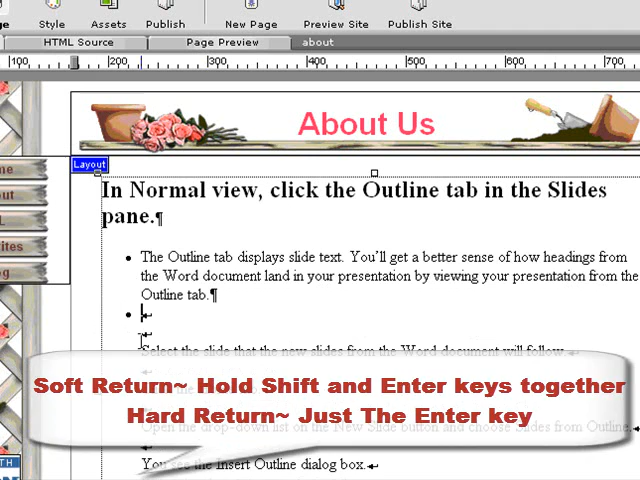 Style Assets Publish New Page Preview Site Publish Site
HTML Source Page Preview about
100 200 300 400 500 600 700
About Us
Layout
In Normal view, click the Outline tab in the Slides
pane.¶
• The Outline tab displays slide text. You'll get a better sense of how headings from
the Word document land in your presentation by viewing your presentation from the
Outline tab.¶
•
Select the slide that the new slides from the Word document will follow.
Soft Return~ Hold Shift and Enter keys together
Hard Return~ Just The Enter key
Open the drop-down list on the New Slide button and choose Slides from Outline.
You see the Insert Outline dialog box.